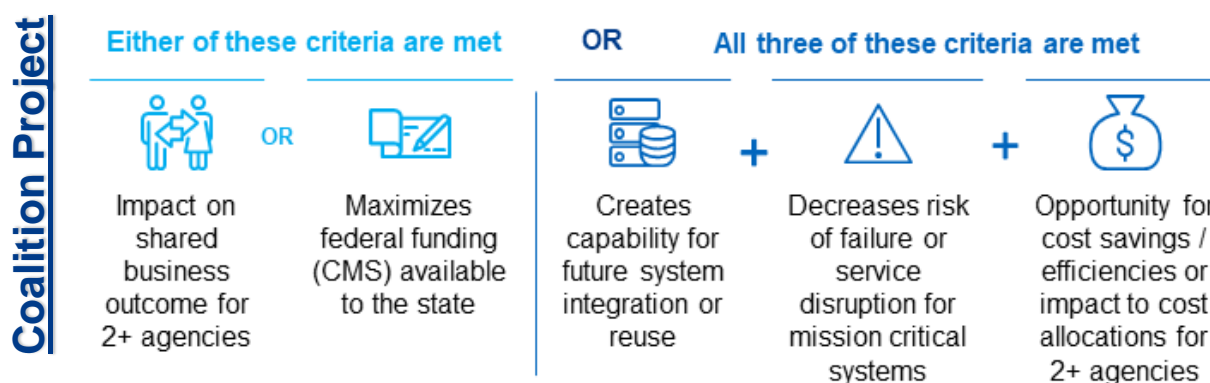 Coalition Project
Either of these criteria are met
OR
All three of these criteria are met
OR
+
+
$
Impact on
shared
business
outcome for
2+ agencies
Maximizes
federal funding
(CMS) available
to the state
Creates
capability for
future system
integration or
reuse
Decreases risk
of failure or
service
disruption for
mission critical
systems
Opportunity for
cost savings /
efficiencies or
impact to cost
allocations for
2+ agencies